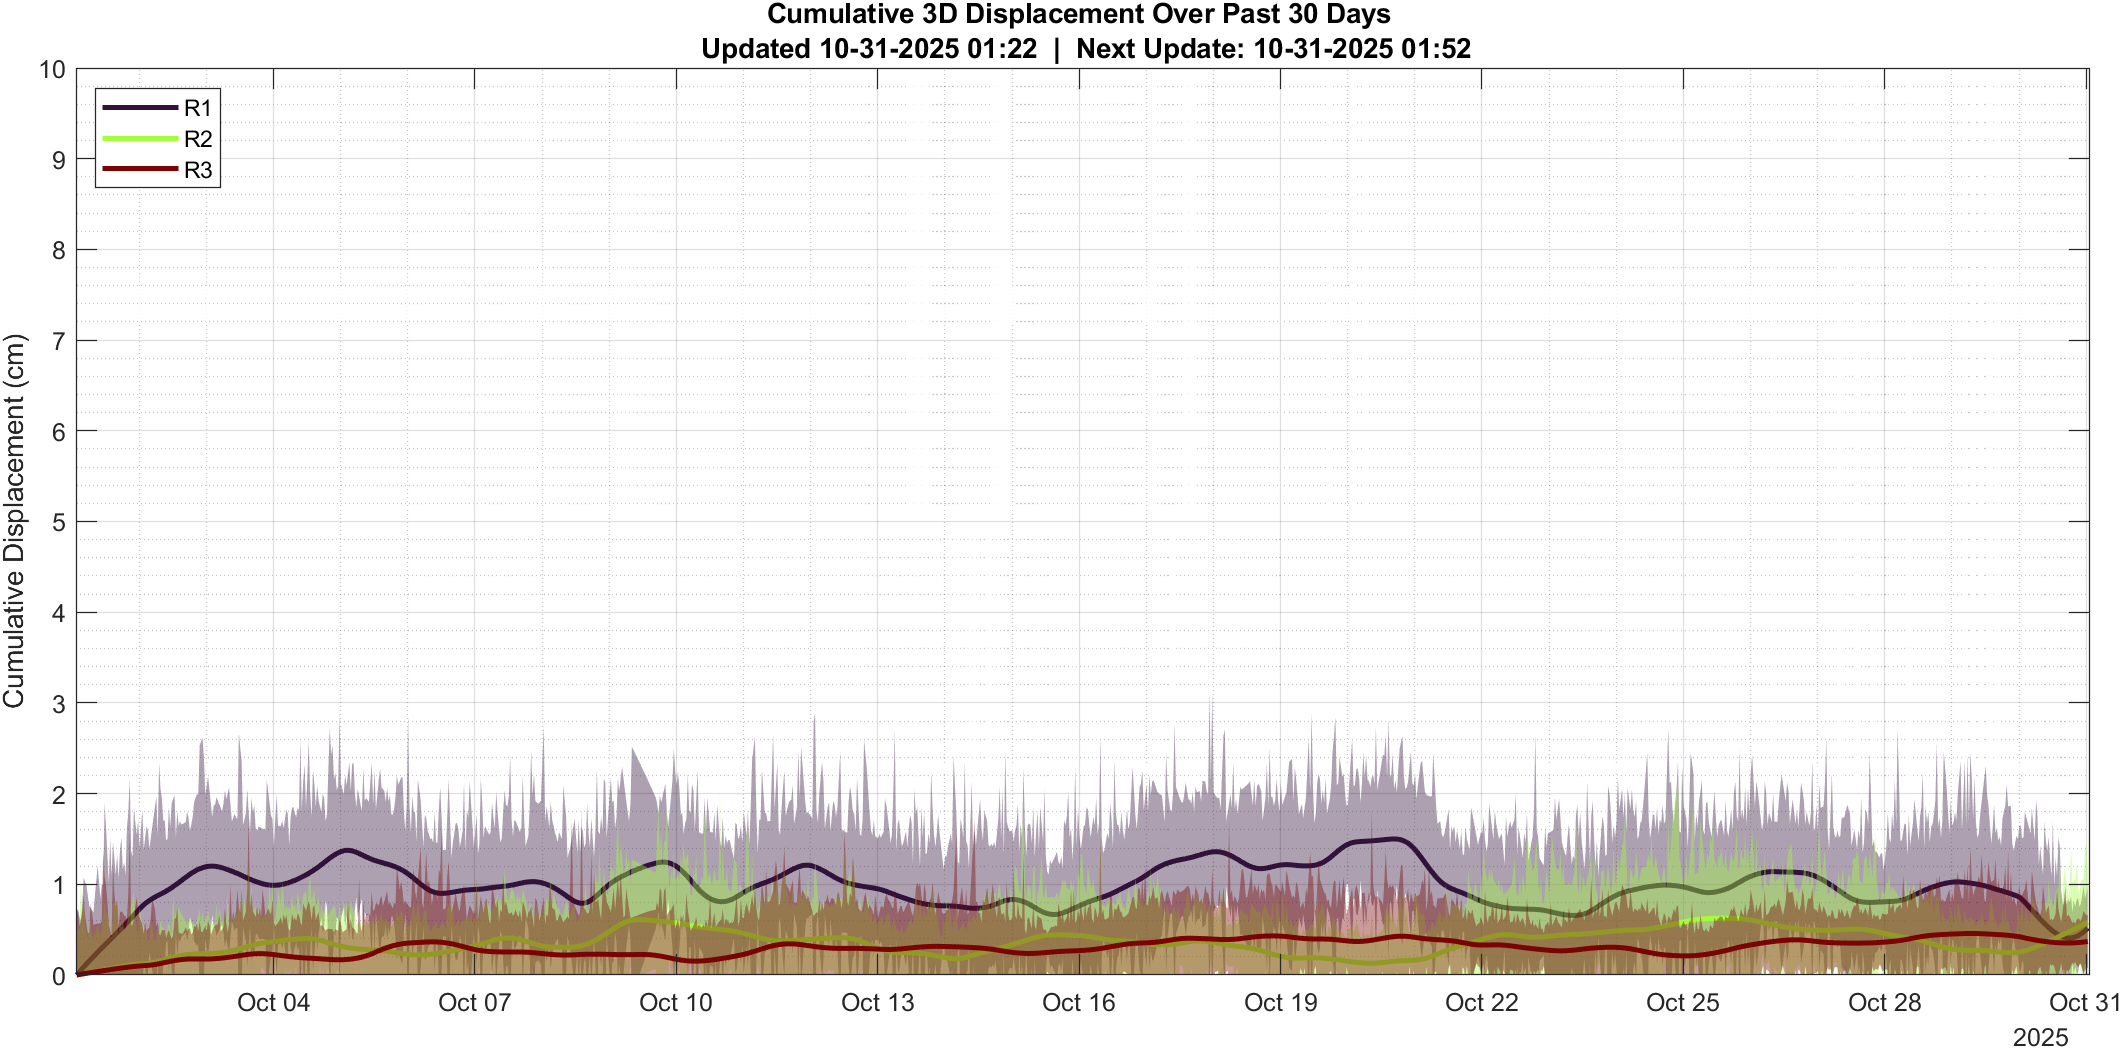 Cumulative 3D Displacement Over Past 30 Days
Updated 10-31-2025 01:22 | Next Update: 10-31-2025 01:52
R1
R2
R3
Cumulative Displacement (cm)
10
9
8
7
6
5
4
3
2
1
0
Oct 04 Oct 07 Oct 10 Oct 13 Oct 16 Oct 19 Oct 22 Oct 25 Oct 28 Oct 31
2025